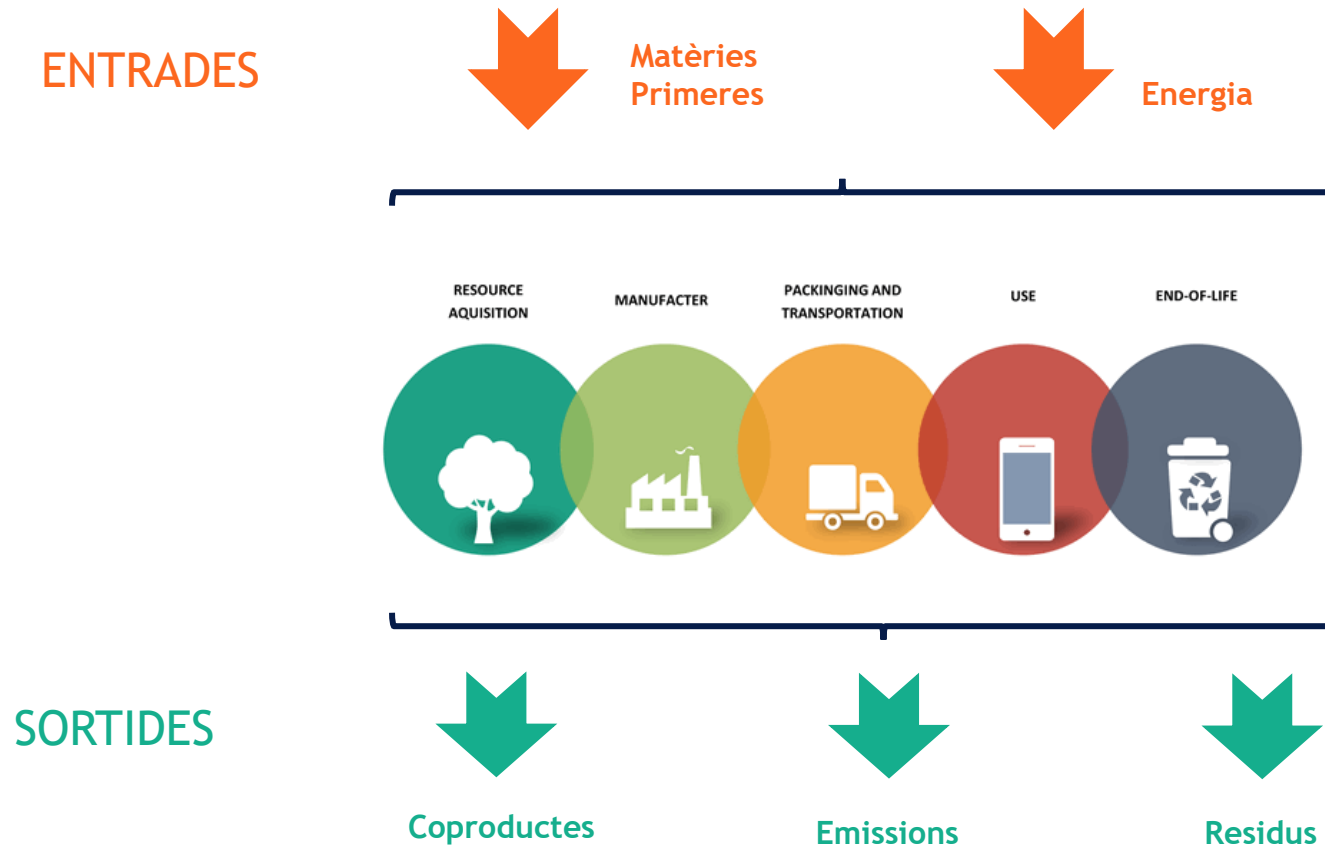 ENTRADES
Matèries
Primeres
Energia
RESOURCE
AQUISITION
MANUFACTER
PACKINGING AND
TRANSPORTATION
USE
END-OF-LIFE
SORTIDES
Coproductes
Emissions
Residus